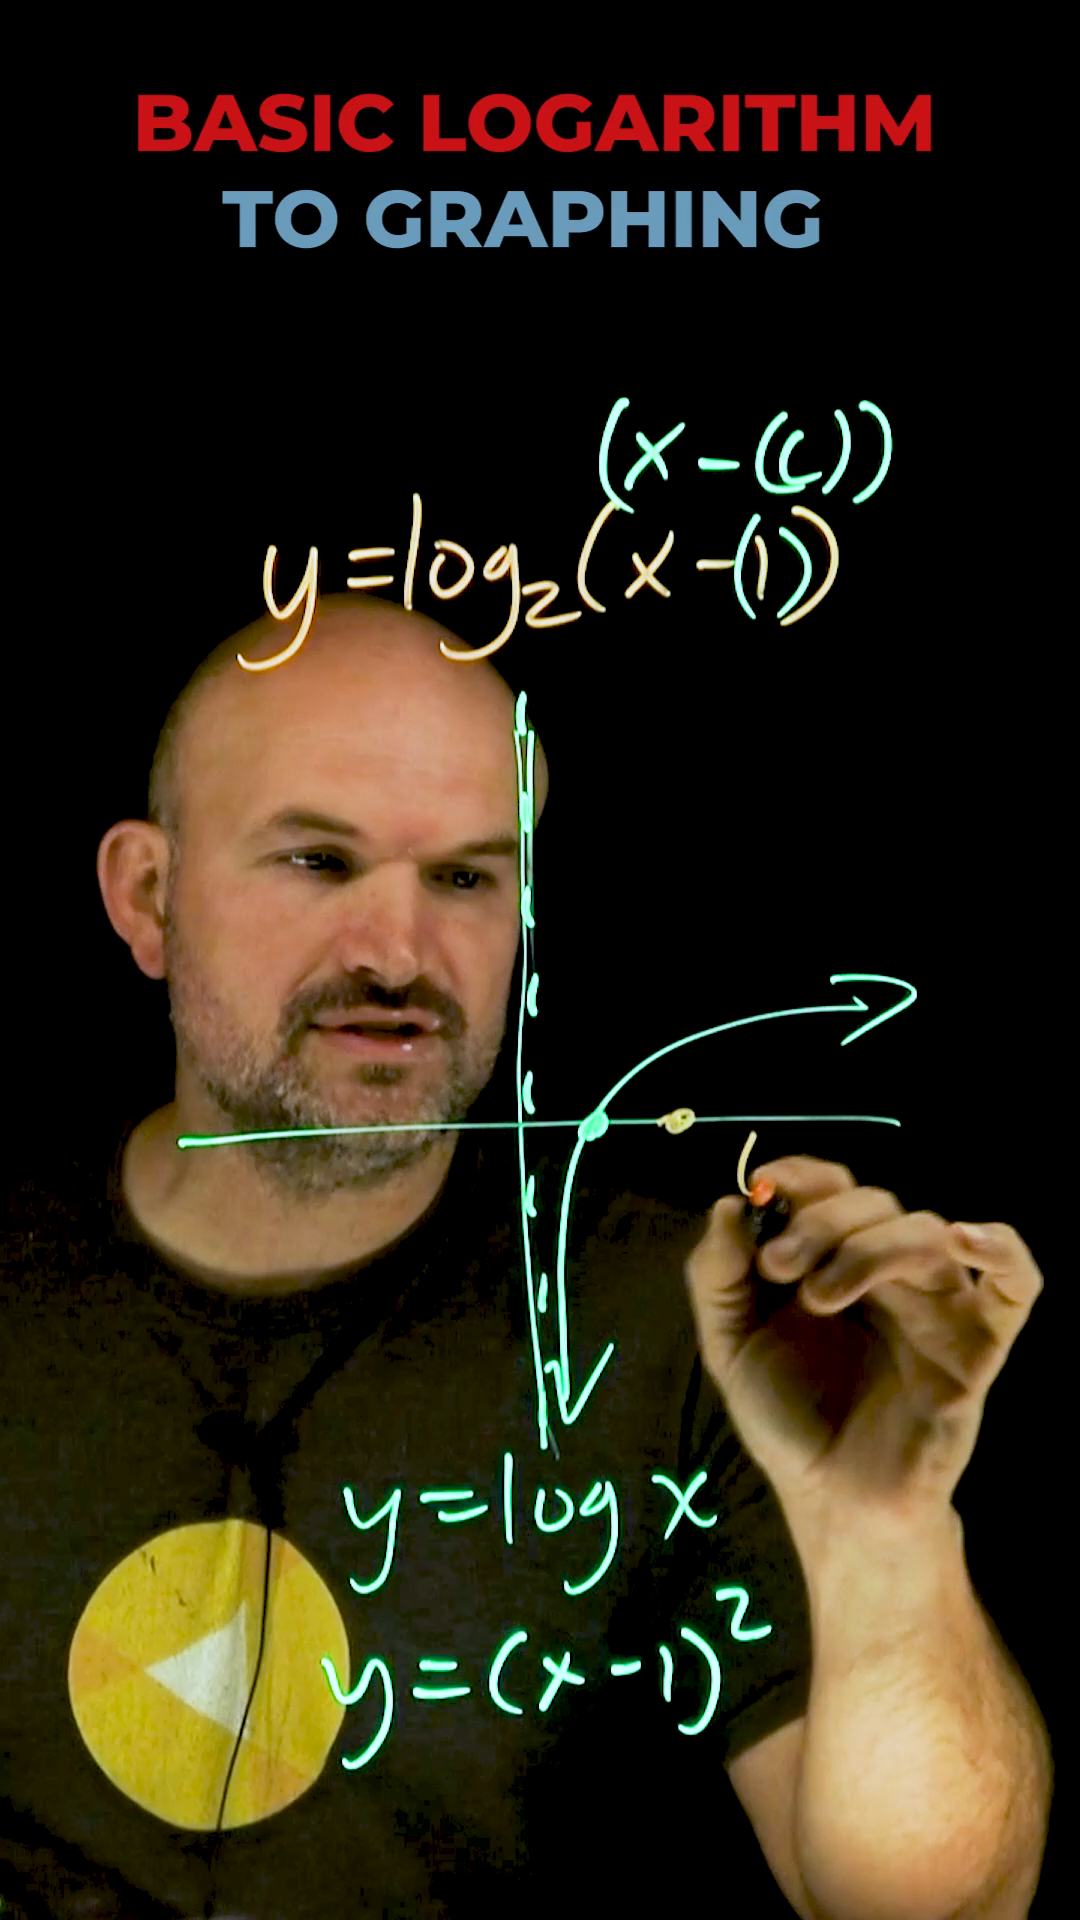 BASIC LOGARITHM
TO GRAPHING
(x-(c))
y=log₂(x-(1))
y=log x
y=(x-1)²